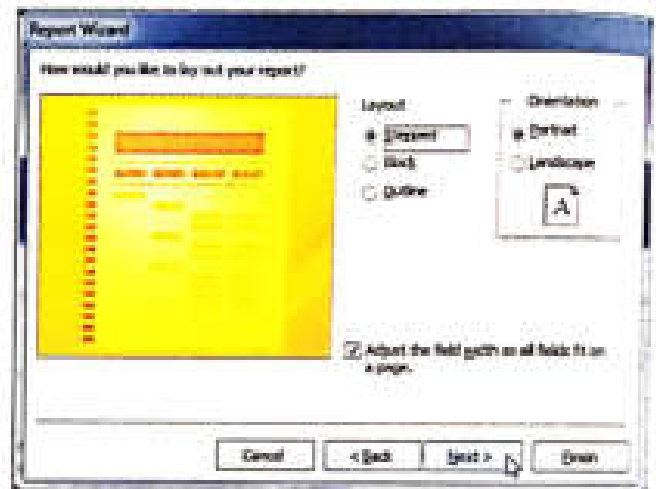 Report Wizard
How would you like to lay out your report?
Layout
Stepped
Block
Outline
Orientation
Portrait
Landscape
A
Adjust the field width so all fields fit on
a page.
Cancel
< Back
Next >
Finish